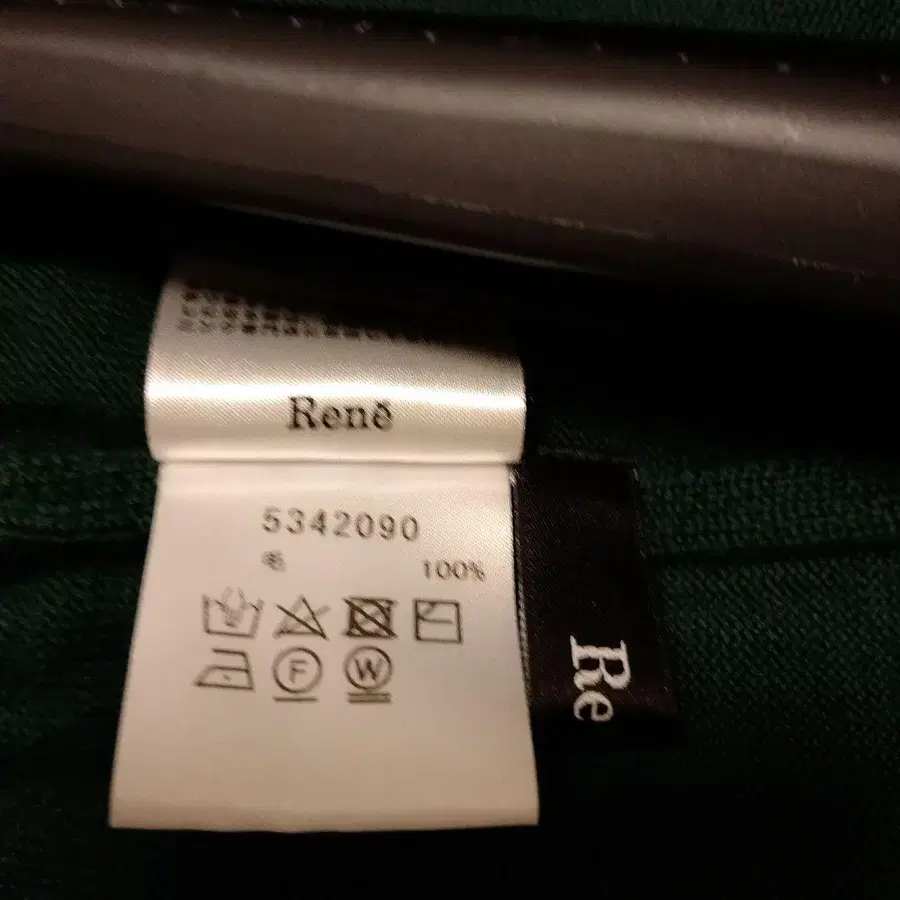 René
5342090
毛 100%
F W
Re